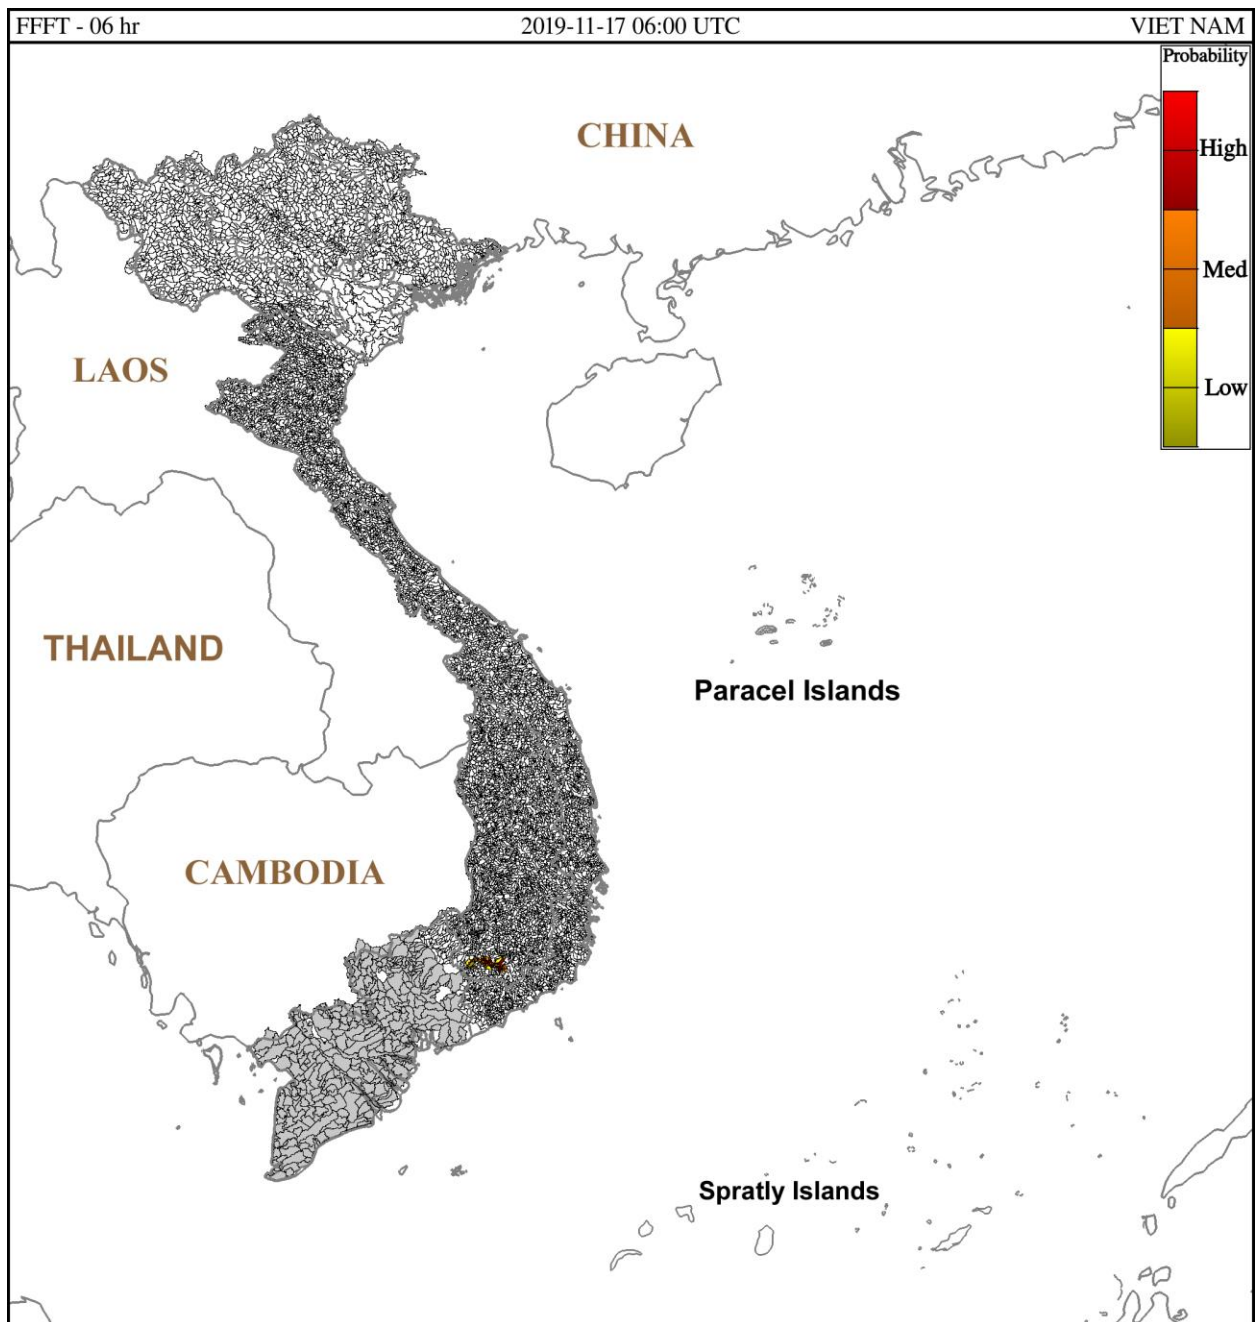 FFFT - 06 hr
2019-11-17 06:00 UTC
VIET NAM
Probability
High
Med
Low
CHINA
LAOS
THAILAND
Paracel Islands
CAMBODIA
Spratly Islands